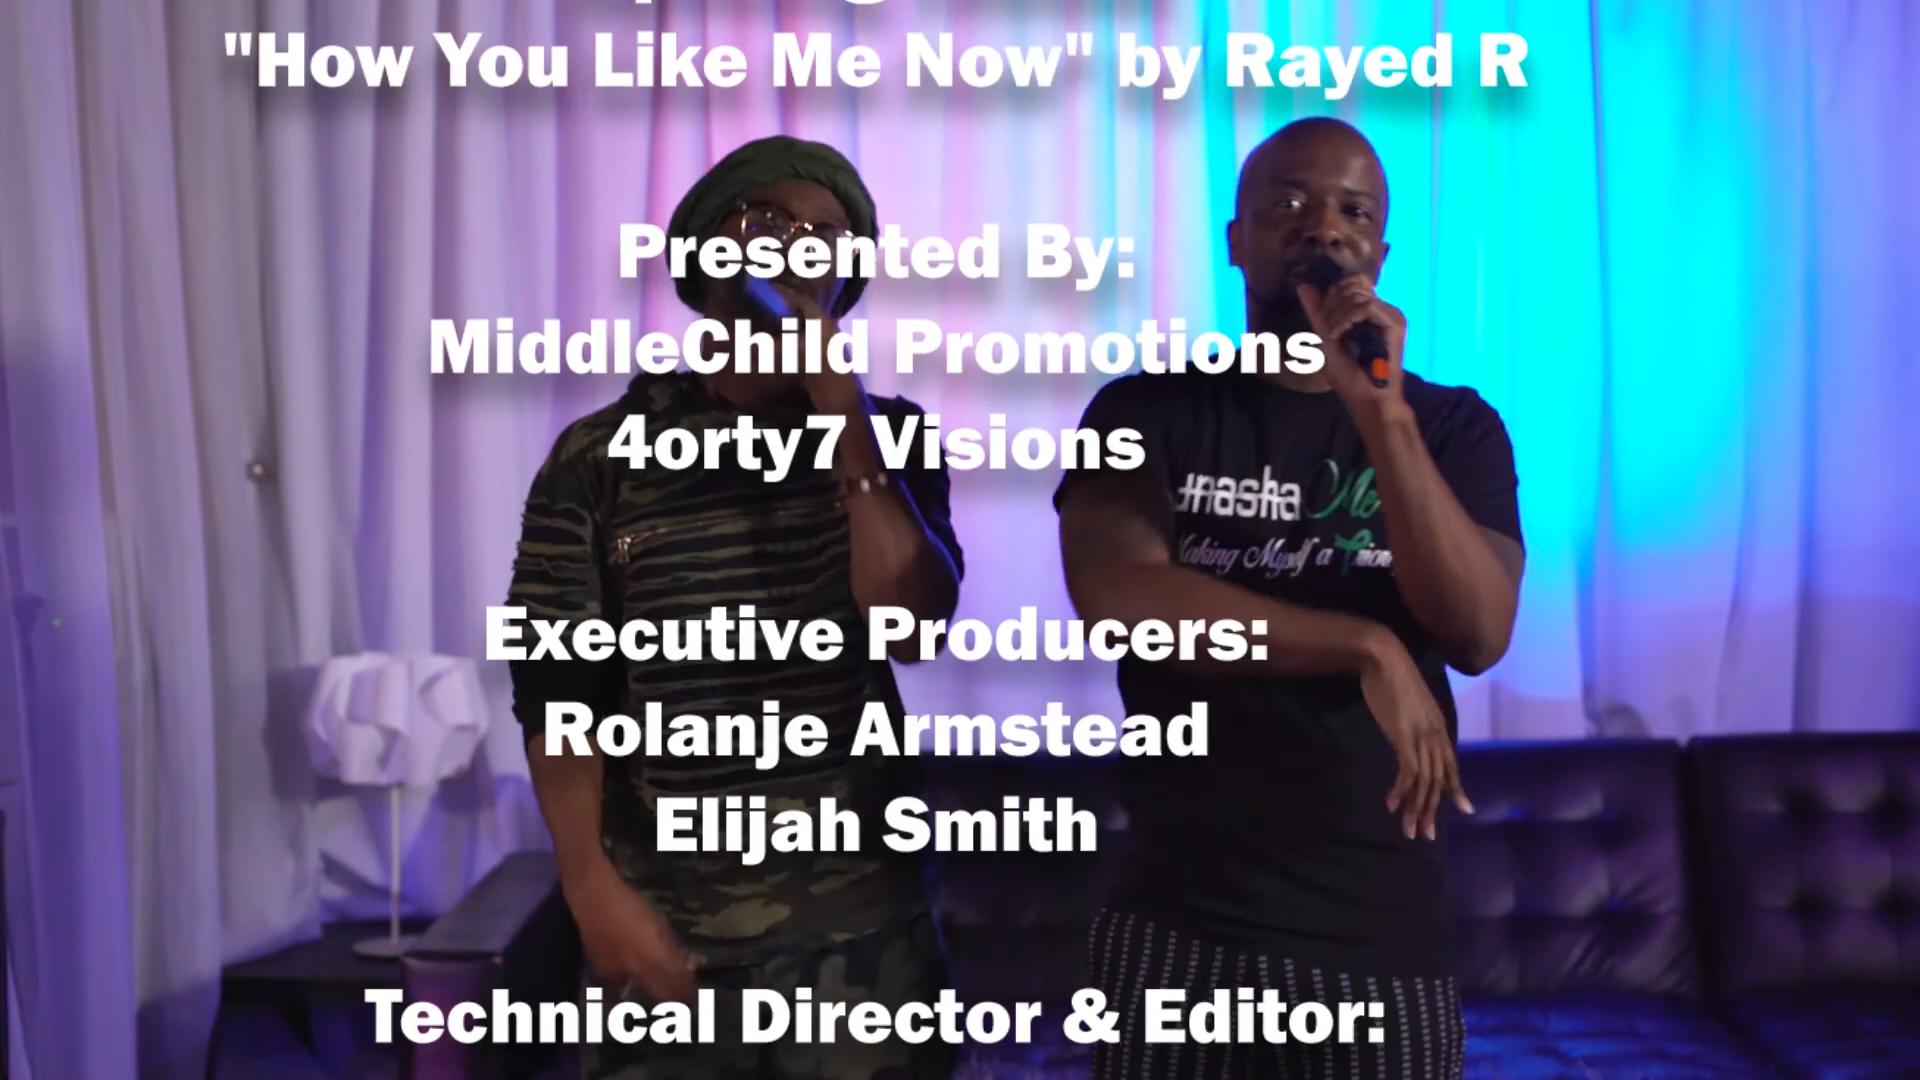 "How You Like Me Now" by Rayed R
Presented By:
MiddleChild Promotions
4orty7 Visions
Executive Producers:
Rolanje Armstead
Elijah Smith
Technical Director & Editor:
Myself a